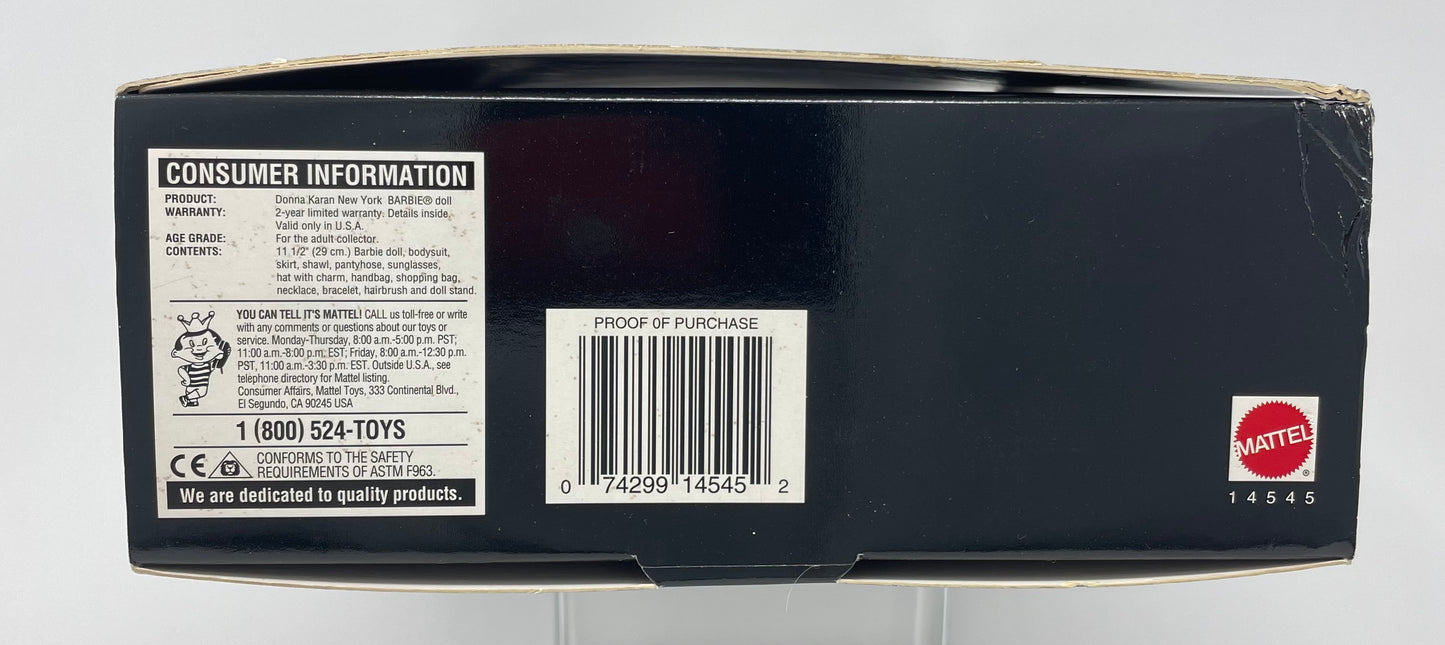 CONSUMER INFORMATION
PRODUCT: Donna Karan New York BARBIE® doll
WARRANTY: 2-year limited warranty. Details inside.
Valid only in U.S.A.
AGE GRADE: For the adult collector.
CONTENTS: 11 1/2" (29 cm.) Barbie doll, bodysuit,
skirt, shawl, pantyhose, sunglasses,
hat with charm, handbag, shopping bag,
necklace, bracelet, hairbrush and doll stand.
YOU CAN TELL IT'S MATTEL! CALL us toll-free or write
with any comments or questions about our toys or
service. Monday-Thursday, 8:00 a.m.-5:00 p.m. PST;
11:00 a.m.-8:00 p.m. EST; Friday, 8:00 a.m.-12:30 p.m.
PST, 11:00 a.m.-3:30 p.m. EST. Outside U.S.A., see
telephone directory for Mattel listing.
Consumer Affairs, Mattel Toys, 333 Continental Blvd.,
El Segundo, CA 90245 USA
1 (800) 524-TOYS
CE CONFORMS TO THE SAFETY
REQUIREMENTS OF ASTM F963.
We are dedicated to quality products.
PROOF OF PURCHASE
0 74299 14545 2
MATTEL
®
14545